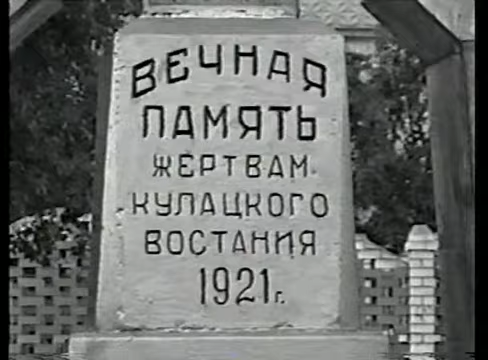 ВЕЧНАЯ
ПАМЯТЬ
ЖЕРТВАМ
КУЛАЦКОГО
ВОСТАНИЯ
1921г.